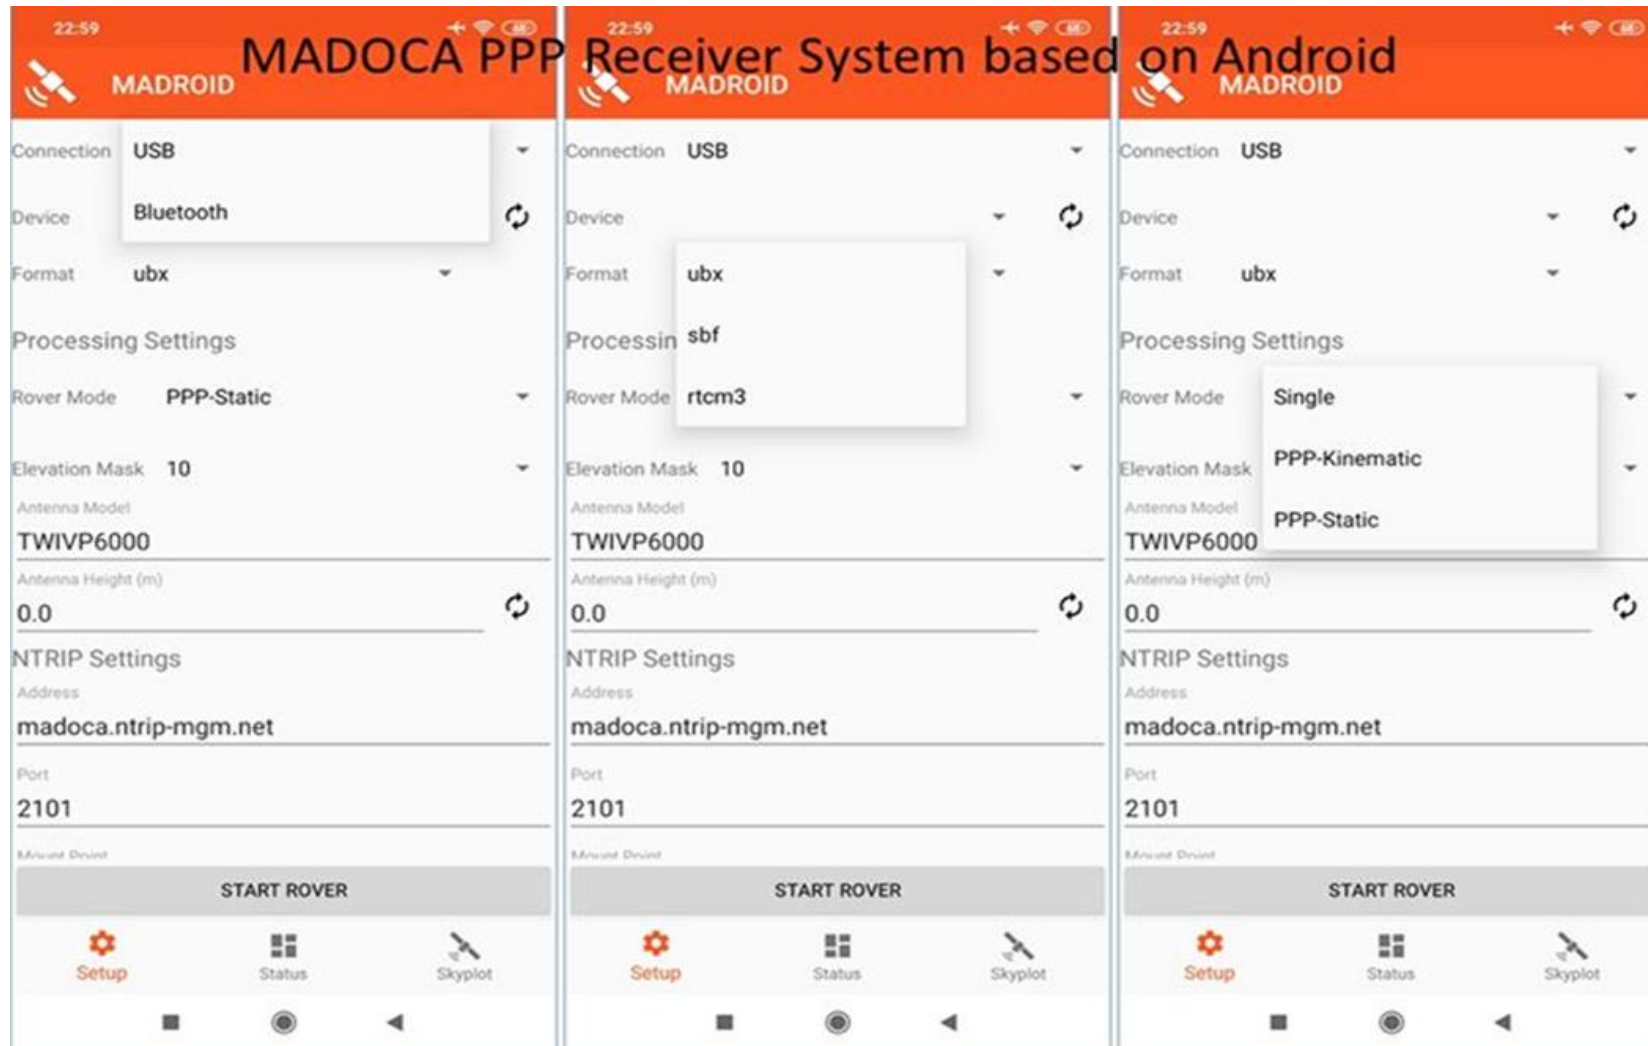 MADOCA PPP Receiver System based on Android
22:59
MADROID
Connection USB
Bluetooth
Device
Format ubx
Processing Settings
Rover Mode PPP-Static
Elevation Mask 10
Antenna Model
TWIVP6000
Antenna Height (m)
0.0
NTRIP Settings
Address
madoca.ntrip-mgm.net
Port
2101
Mount Point
START ROVER
Setup Status Skyplot
22:59
MADROID
Connection USB
Device
Format ubx
Processin sbf
Rover Mode rtcm3
Elevation Mask 10
Antenna Model
TWIVP6000
Antenna Height (m)
0.0
NTRIP Settings
Address
madoca.ntrip-mgm.net
Port
2101
Mount Point
START ROVER
Setup Status Skyplot
22:59
MADROID
Connection USB
Device
Format ubx
Processing Settings
Rover Mode Single
PPP-Kinematic
Elevation Mask
PPP-Static
Antenna Model
TWIVP6000
Antenna Height (m)
0.0
NTRIP Settings
Address
madoca.ntrip-mgm.net
Port
2101
Mount Point
START ROVER
Setup Status Skyplot